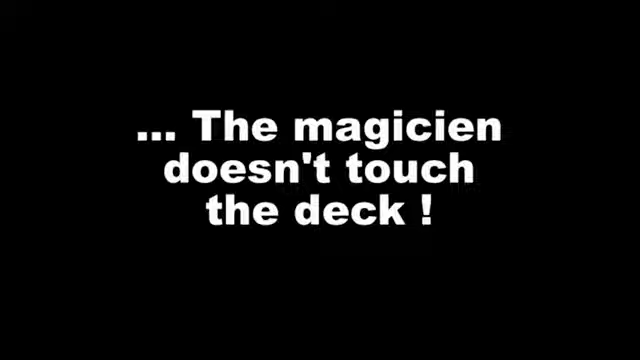 ... The magicien
doesn't touch
the deck !